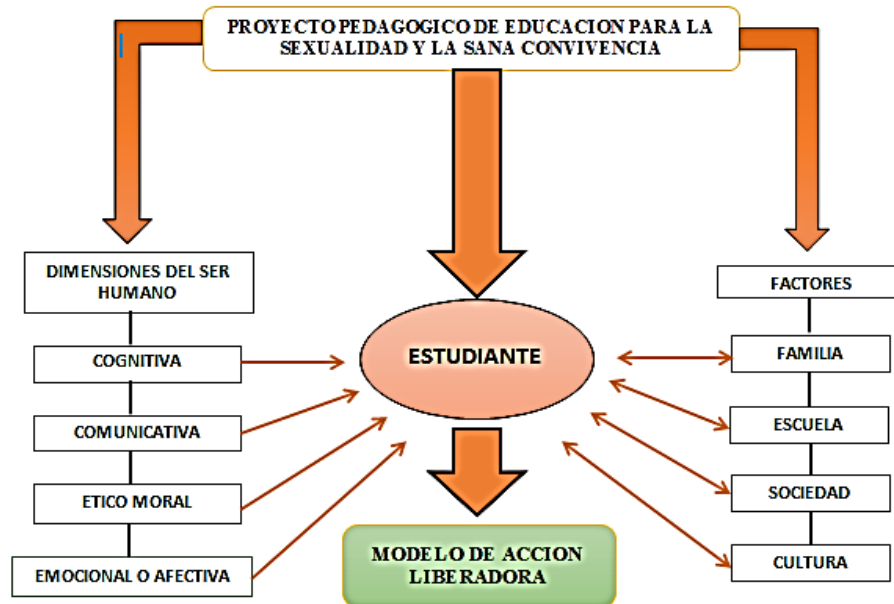 PROYECTO PEDAGOGICO DE EDUCACION PARA LA
SEXUALIDAD Y LA SANA CONVIVENCIA
DIMENSIONES DEL SER
HUMANO
COGNITIVA
COMUNICATIVA
ETICO MORAL
EMOCIONAL O AFECTIVA
ESTUDIANTE
MODELO DE ACCION
LIBERADORA
FACTORES
FAMILIA
ESCUELA
SOCIEDAD
CULTURA